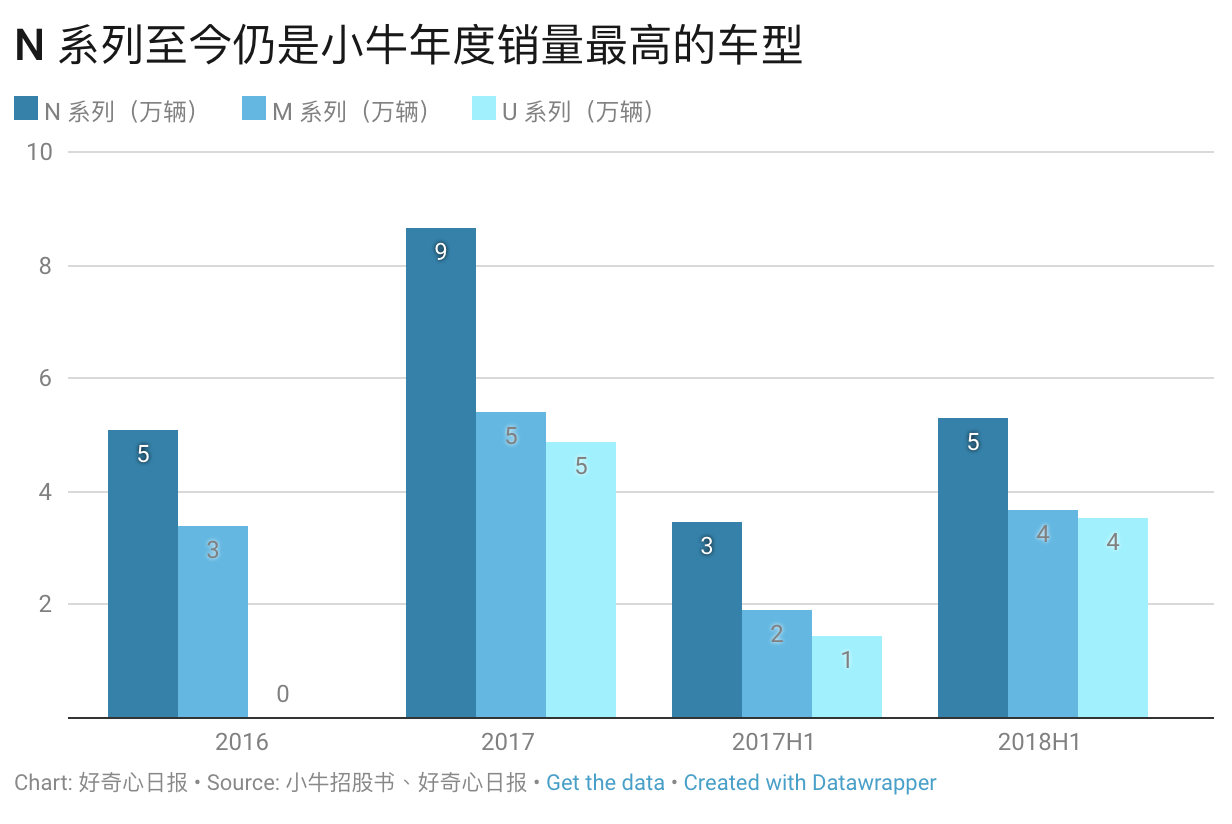 N 系列至今仍是小牛年度销量最高的车型
N 系列（万辆） M 系列（万辆） U 系列（万辆）
10
8
6
4
2
5 3 0
9 5 5
3 2 1
5 4 4
2016 2017 2017H1 2018H1
Chart: 好奇心日报 • Source: 小牛招股书、好奇心日报 • Get the data • Created with Datawrapper